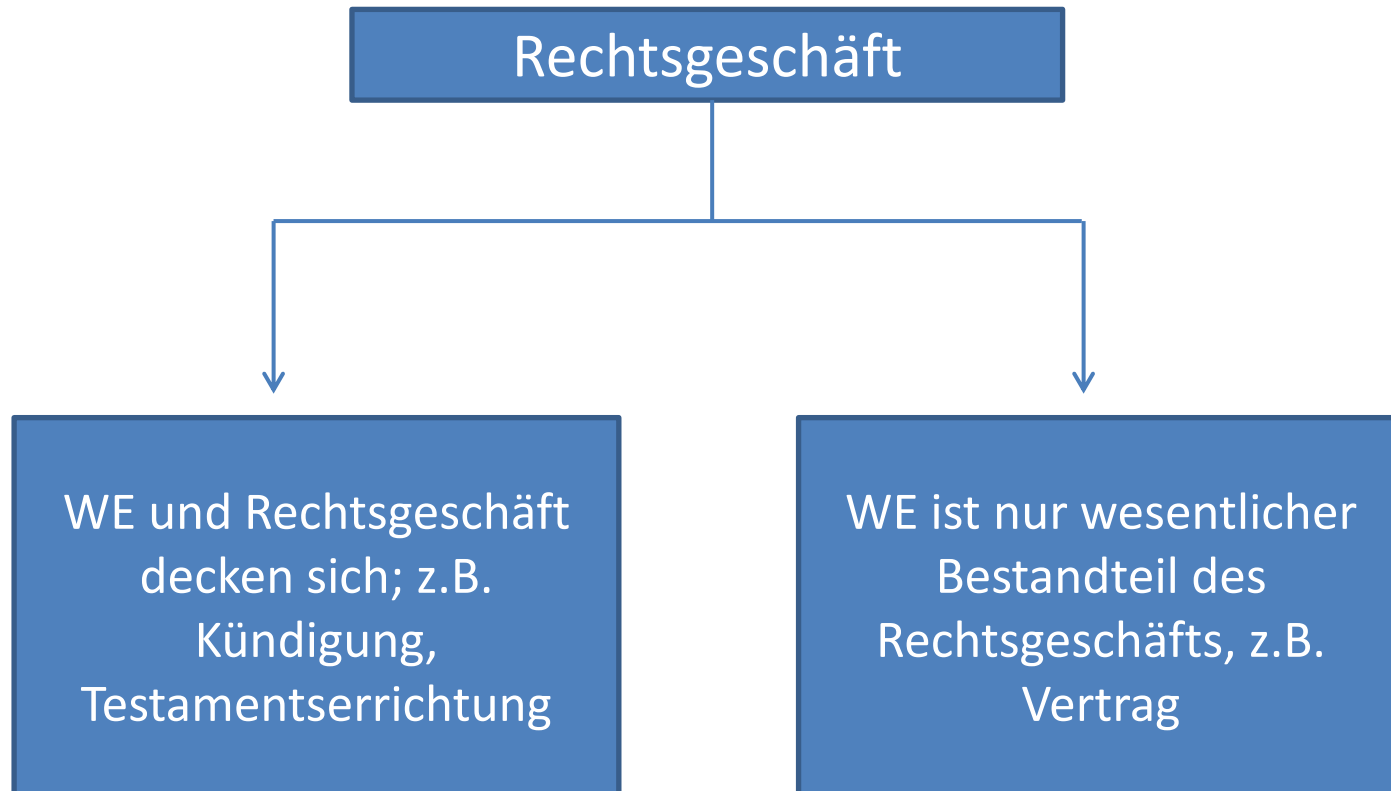 Rechtsgeschäft
WE und Rechtsgeschäft
decken sich; z.B.
Kündigung,
Testamentserrichtung
WE ist nur wesentlicher
Bestandteil des
Rechtsgeschäfts, z.B.
Vertrag